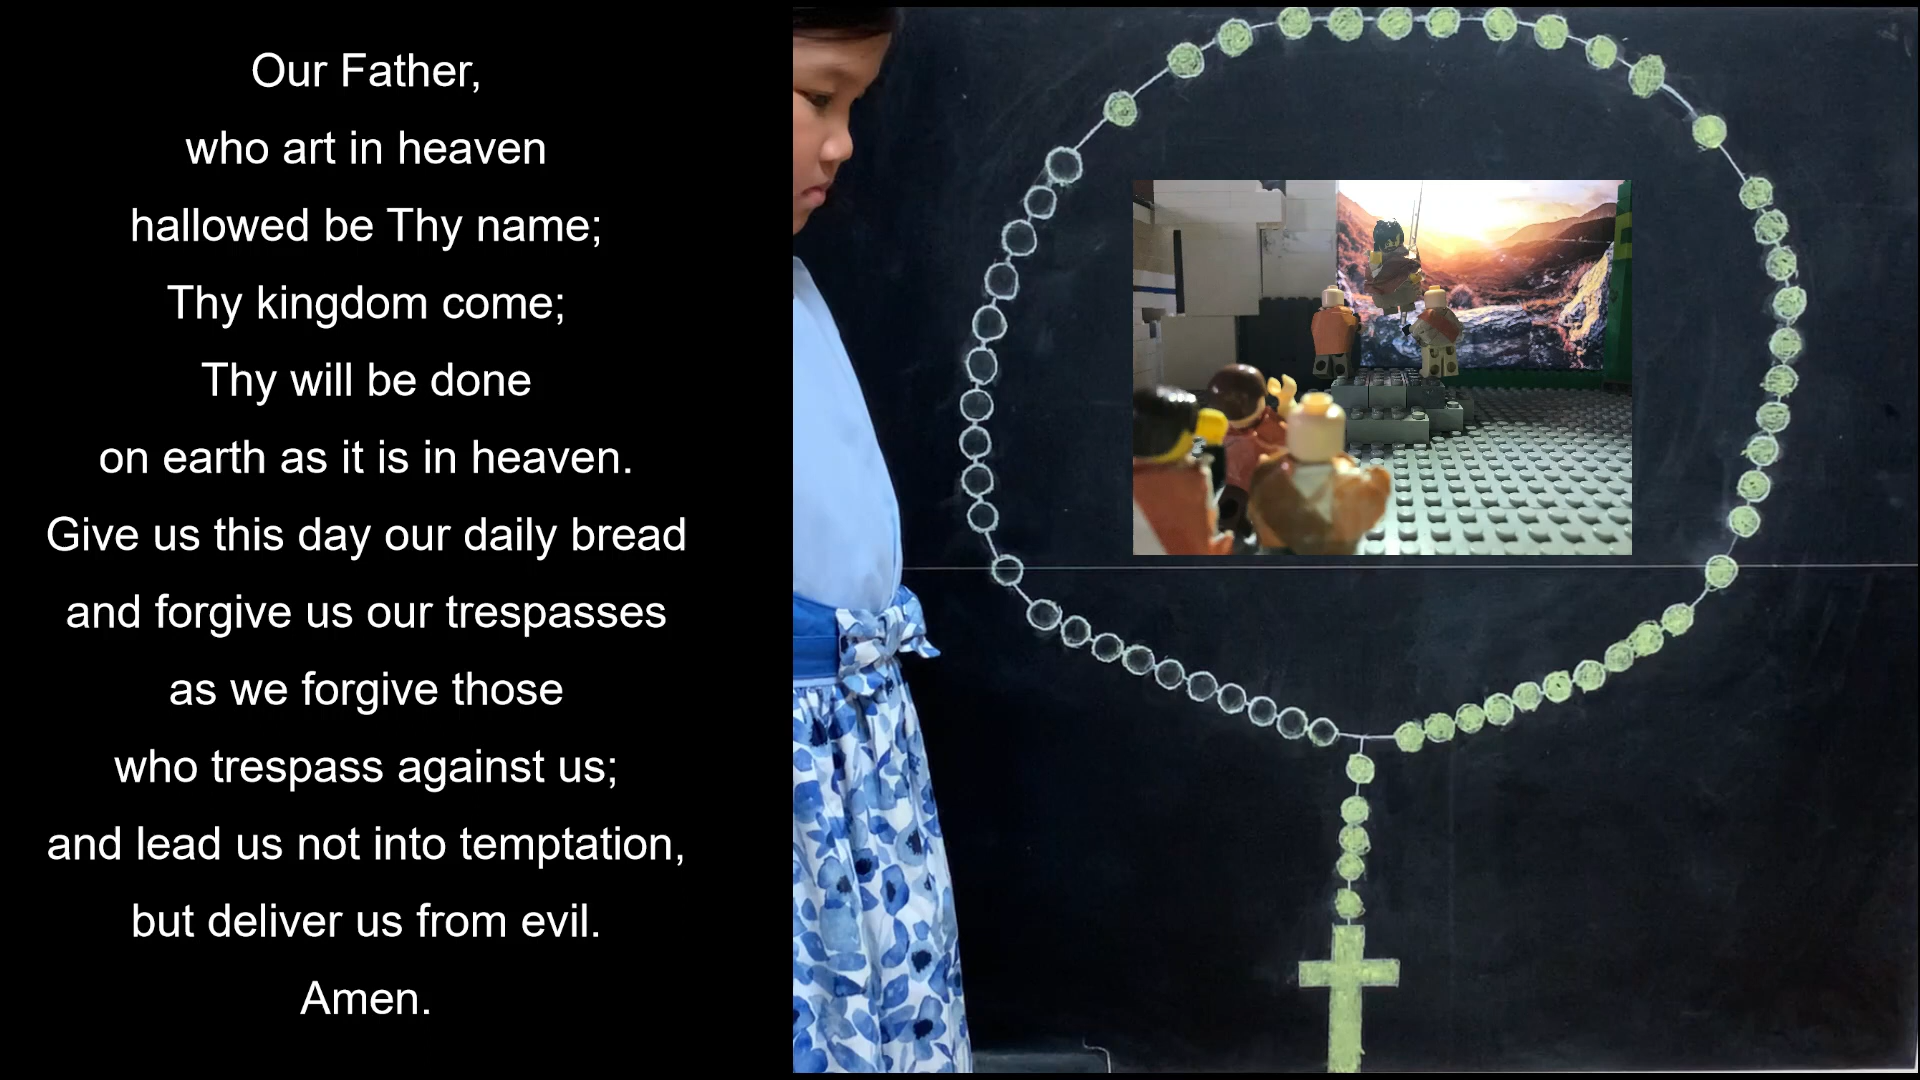 Our Father,
who art in heaven
hallowed be Thy name;
Thy kingdom come;
Thy will be done
on earth as it is in heaven.
Give us this day our daily bread
and forgive us our trespasses
as we forgive those
who trespass against us;
and lead us not into temptation,
but deliver us from evil.
Amen.